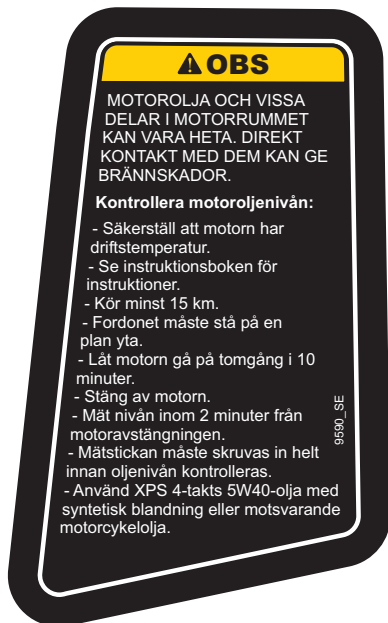 OBS
MOTOROLJA OCH VISSA
DELAR I MOTORRUMMET
KAN VARA HETA. DIREKT
KONTAKT MED DEM KAN GE
BRÄNNSKADOR.
Kontrollera motoroljenivån:
- Säkerställ att motorn har
driftstemperatur.
- Se instruktionsboken för
instruktioner.
- Kör minst 15 km.
- Fordonet måste stå på en
plan yta.
- Låt motorn gå på tomgång i 10
minuter.
- Stäng av motorn.
- Mät nivån inom 2 minuter från
motoravstängningen.
- Mätstickan måste skruvas in helt
innan oljenivån kontrolleras.
- Använd XPS 4-takts 5W40-olja med
syntetisk blandning eller motsvarande
motorcykelolja.
9590_SE